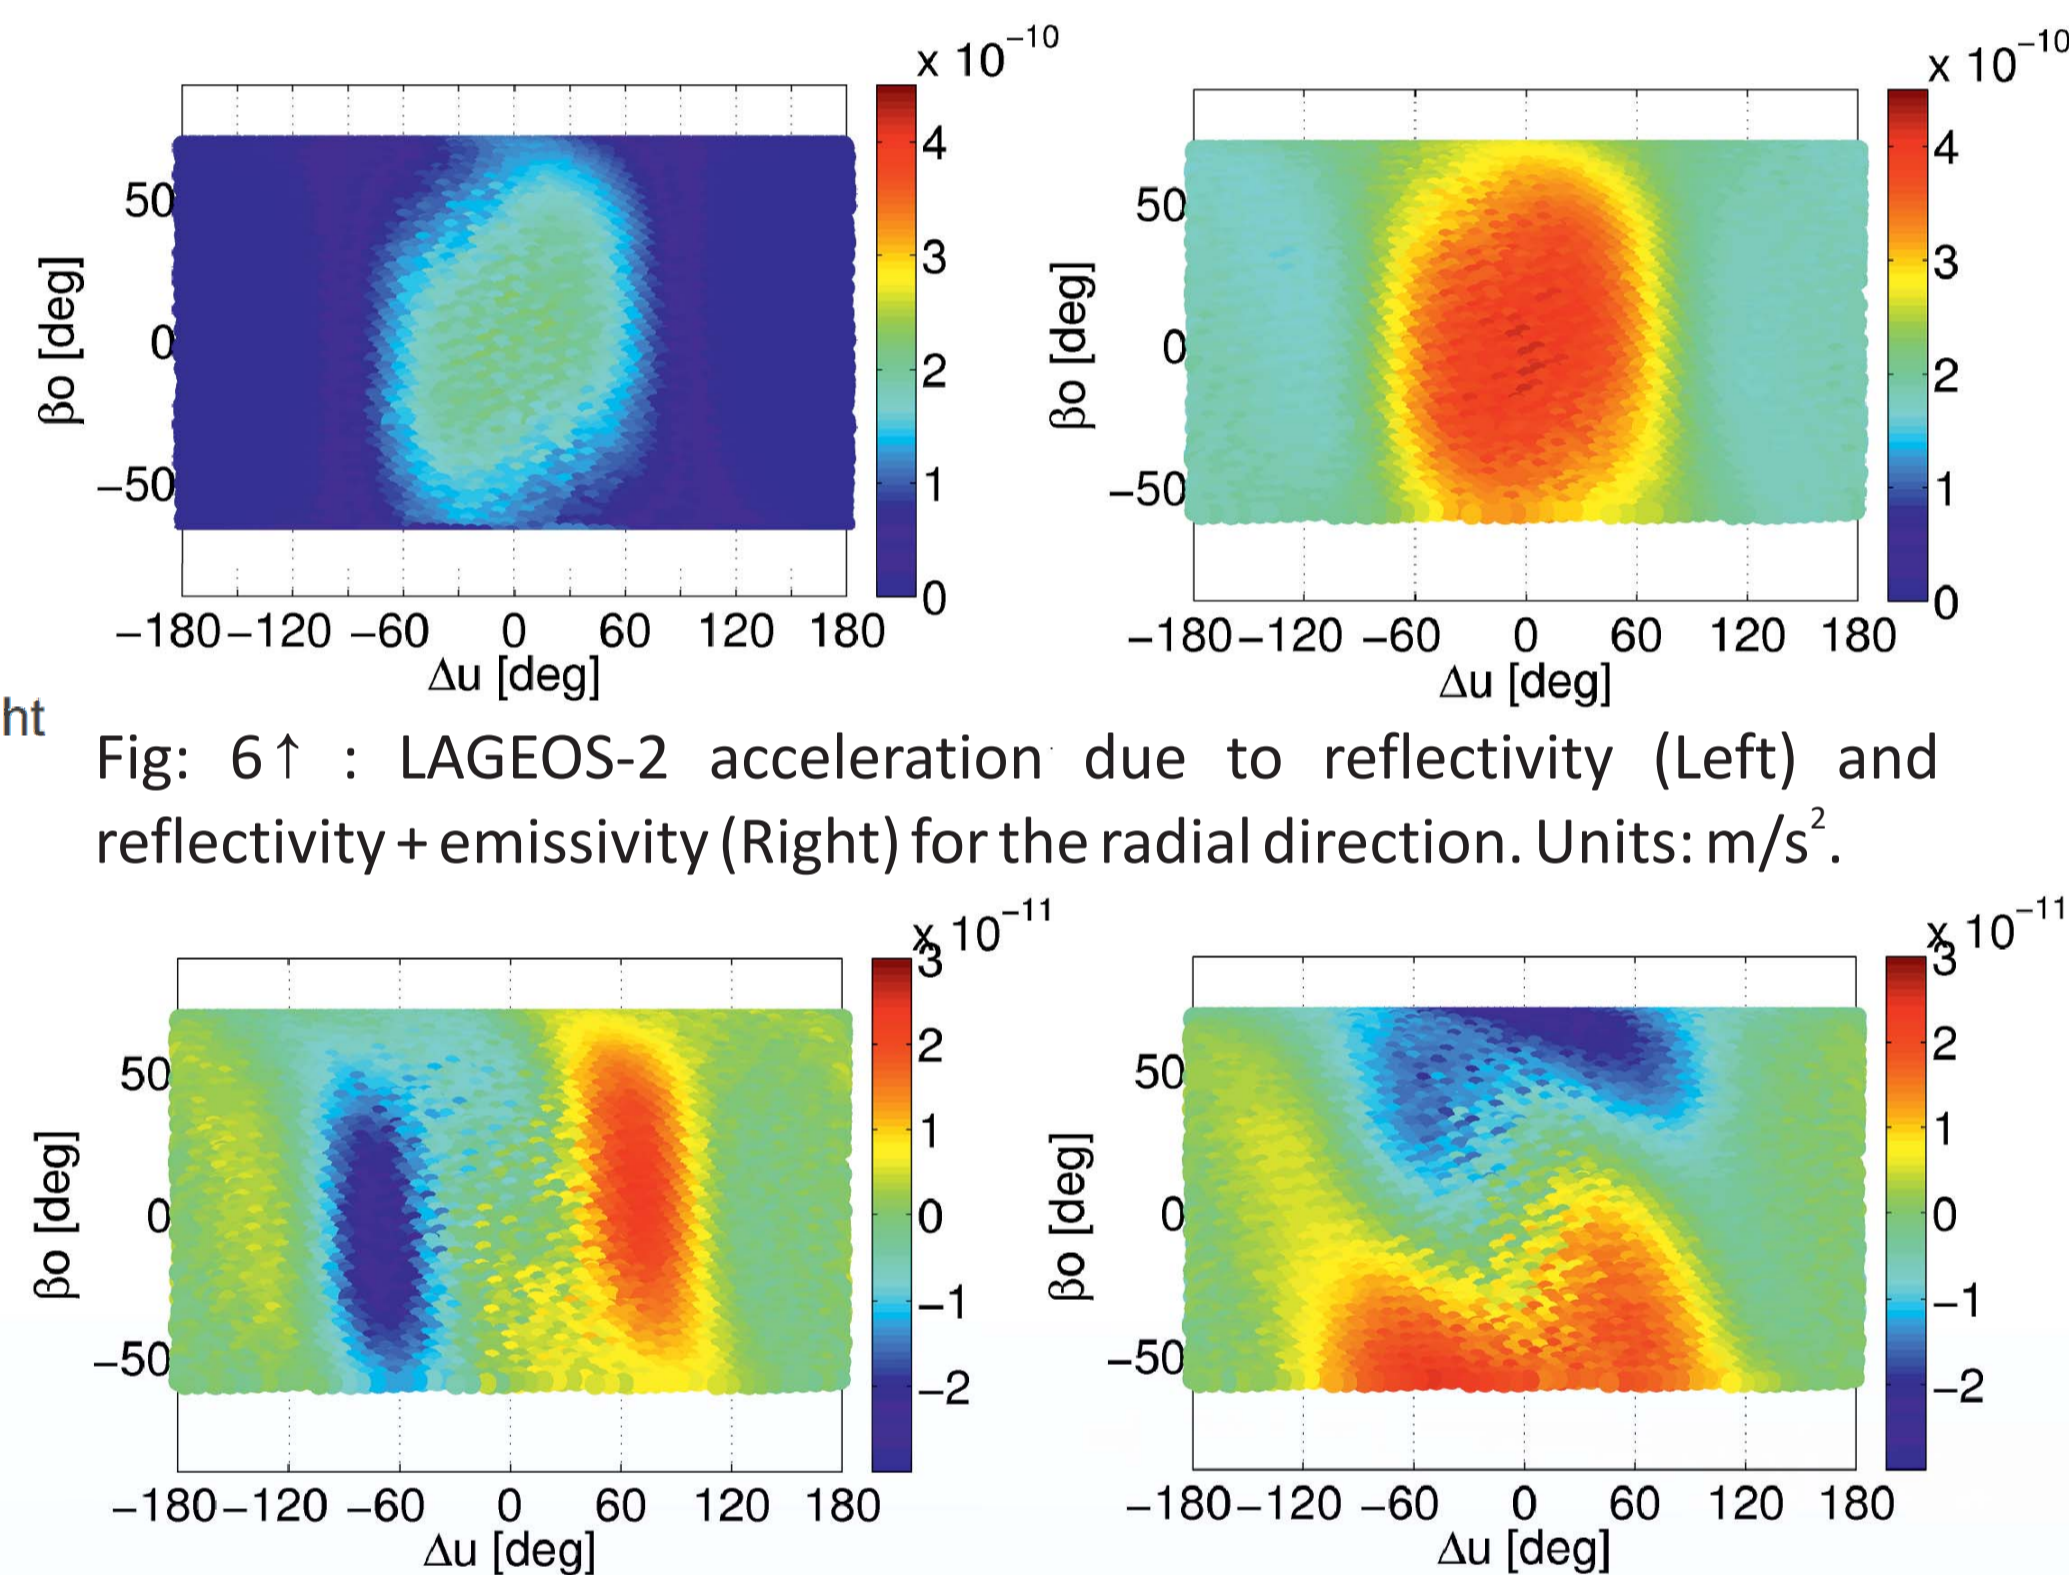 x 10−10
x 10−10
50
0
−50
βo [deg]
4
3
2
1
0
−180 −120 −60 0 60 120 180
Δu [deg]
50
0
−50
βo [deg]
4
3
2
1
0
−180 −120 −60 0 60 120 180
Δu [deg]
ht
Fig: 6↑ : LAGEOS-2 acceleration due to reflectivity (Left) and
reflectivity + emissivity (Right) for the radial direction. Units: m/s².
x 10−11
x 10−11
50
0
−50
βo [deg]
3
2
1
0
−1
−2
−180 −120 −60 0 60 120 180
Δu [deg]
50
0
−50
βo [deg]
3
2
1
0
−1
−2
−180 −120 −60 0 60 120 180
Δu [deg]